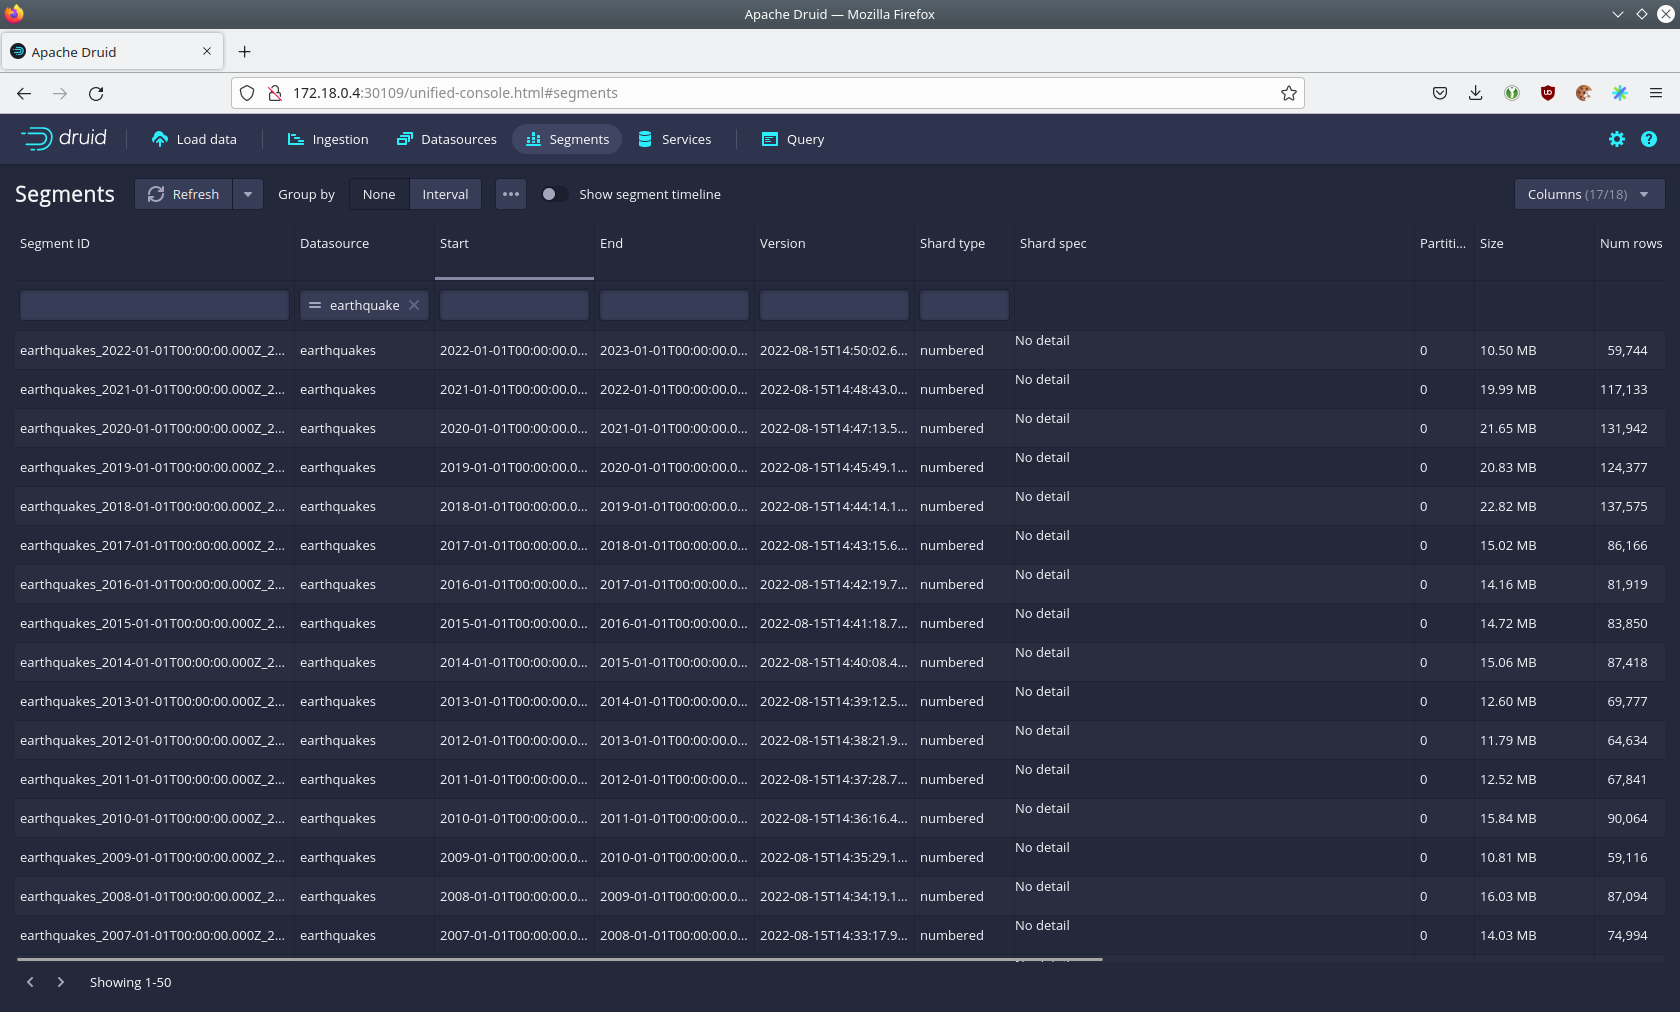 Apache Druid — Mozilla Firefox
Apache Druid
172.18.0.4:30109/unified-console.html#segments
druid Load data Ingestion Datasources Segments Services Query
Segments Refresh Group by None Interval Show segment timeline Columns (17/18)
Segment ID Datasource Start End Version Shard type Shard spec Partiti... Size Num rows
= earthquake
earthquakes_2022-01-01T00:00:00.000Z_2... earthquakes 2022-01-01T00:00:00.0... 2023-01-01T00:00:00.0... 2022-08-15T14:50:02.6... numbered No detail 0 10.50 MB 59,744
earthquakes_2021-01-01T00:00:00.000Z_2... earthquakes 2021-01-01T00:00:00.0... 2022-01-01T00:00:00.0... 2022-08-15T14:48:43.0... numbered No detail 0 19.99 MB 117,133
earthquakes_2020-01-01T00:00:00.000Z_2... earthquakes 2020-01-01T00:00:00.0... 2021-01-01T00:00:00.0... 2022-08-15T14:47:13.5... numbered No detail 0 21.65 MB 131,942
earthquakes_2019-01-01T00:00:00.000Z_2... earthquakes 2019-01-01T00:00:00.0... 2020-01-01T00:00:00.0... 2022-08-15T14:45:49.1... numbered No detail 0 20.83 MB 124,377
earthquakes_2018-01-01T00:00:00.000Z_2... earthquakes 2018-01-01T00:00:00.0... 2019-01-01T00:00:00.0... 2022-08-15T14:44:14.1... numbered No detail 0 22.82 MB 137,575
earthquakes_2017-01-01T00:00:00.000Z_2... earthquakes 2017-01-01T00:00:00.0... 2018-01-01T00:00:00.0... 2022-08-15T14:43:15.6... numbered No detail 0 15.02 MB 86,166
earthquakes_2016-01-01T00:00:00.000Z_2... earthquakes 2016-01-01T00:00:00.0... 2017-01-01T00:00:00.0... 2022-08-15T14:42:19.7... numbered No detail 0 14.16 MB 81,919
earthquakes_2015-01-01T00:00:00.000Z_2... earthquakes 2015-01-01T00:00:00.0... 2016-01-01T00:00:00.0... 2022-08-15T14:41:18.7... numbered No detail 0 14.72 MB 83,850
earthquakes_2014-01-01T00:00:00.000Z_2... earthquakes 2014-01-01T00:00:00.0... 2015-01-01T00:00:00.0... 2022-08-15T14:40:08.4... numbered No detail 0 15.06 MB 87,418
earthquakes_2013-01-01T00:00:00.000Z_2... earthquakes 2013-01-01T00:00:00.0... 2014-01-01T00:00:00.0... 2022-08-15T14:39:12.5... numbered No detail 0 12.60 MB 69,777
earthquakes_2012-01-01T00:00:00.000Z_2... earthquakes 2012-01-01T00:00:00.0... 2013-01-01T00:00:00.0... 2022-08-15T14:38:21.9... numbered No detail 0 11.79 MB 64,634
earthquakes_2011-01-01T00:00:00.000Z_2... earthquakes 2011-01-01T00:00:00.0... 2012-01-01T00:00:00.0... 2022-08-15T14:37:28.7... numbered No detail 0 12.52 MB 67,841
earthquakes_2010-01-01T00:00:00.000Z_2... earthquakes 2010-01-01T00:00:00.0... 2011-01-01T00:00:00.0... 2022-08-15T14:36:16.4... numbered No detail 0 15.84 MB 90,064
earthquakes_2009-01-01T00:00:00.000Z_2... earthquakes 2009-01-01T00:00:00.0... 2010-01-01T00:00:00.0... 2022-08-15T14:35:29.1... numbered No detail 0 10.81 MB 59,116
earthquakes_2008-01-01T00:00:00.000Z_2... earthquakes 2008-01-01T00:00:00.0... 2009-01-01T00:00:00.0... 2022-08-15T14:34:19.1... numbered No detail 0 16.03 MB 87,094
earthquakes_2007-01-01T00:00:00.000Z_2... earthquakes 2007-01-01T00:00:00.0... 2008-01-01T00:00:00.0... 2022-08-15T14:33:17.9... numbered No detail 0 14.03 MB 74,994
Showing 1-50